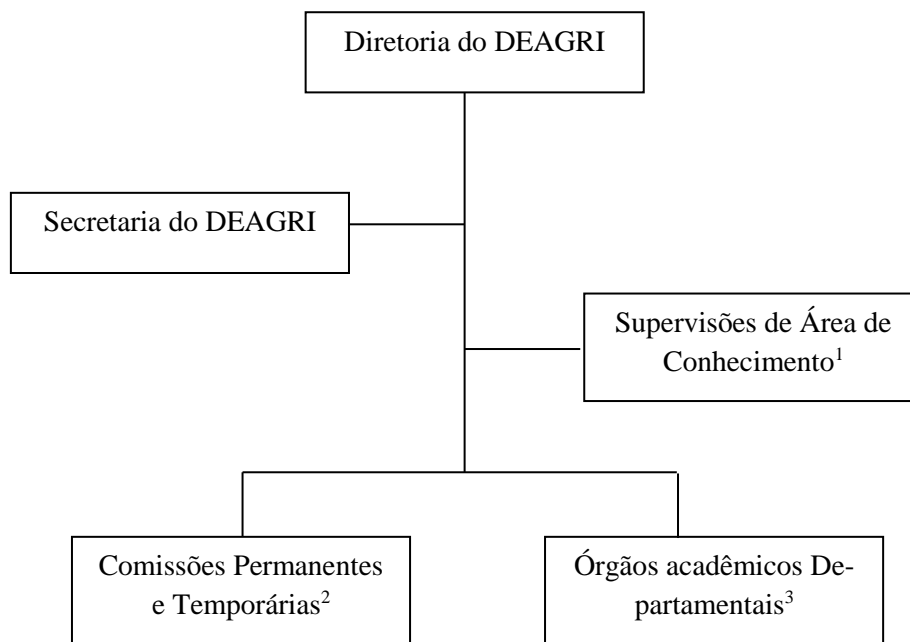 Diretoria do DEAGRI
Secretaria do DEAGRI
Supervisões de Área de
Conhecimento¹
Comissões Permanentes
e Temporárias²
Órgãos acadêmicos De-
partamentais³